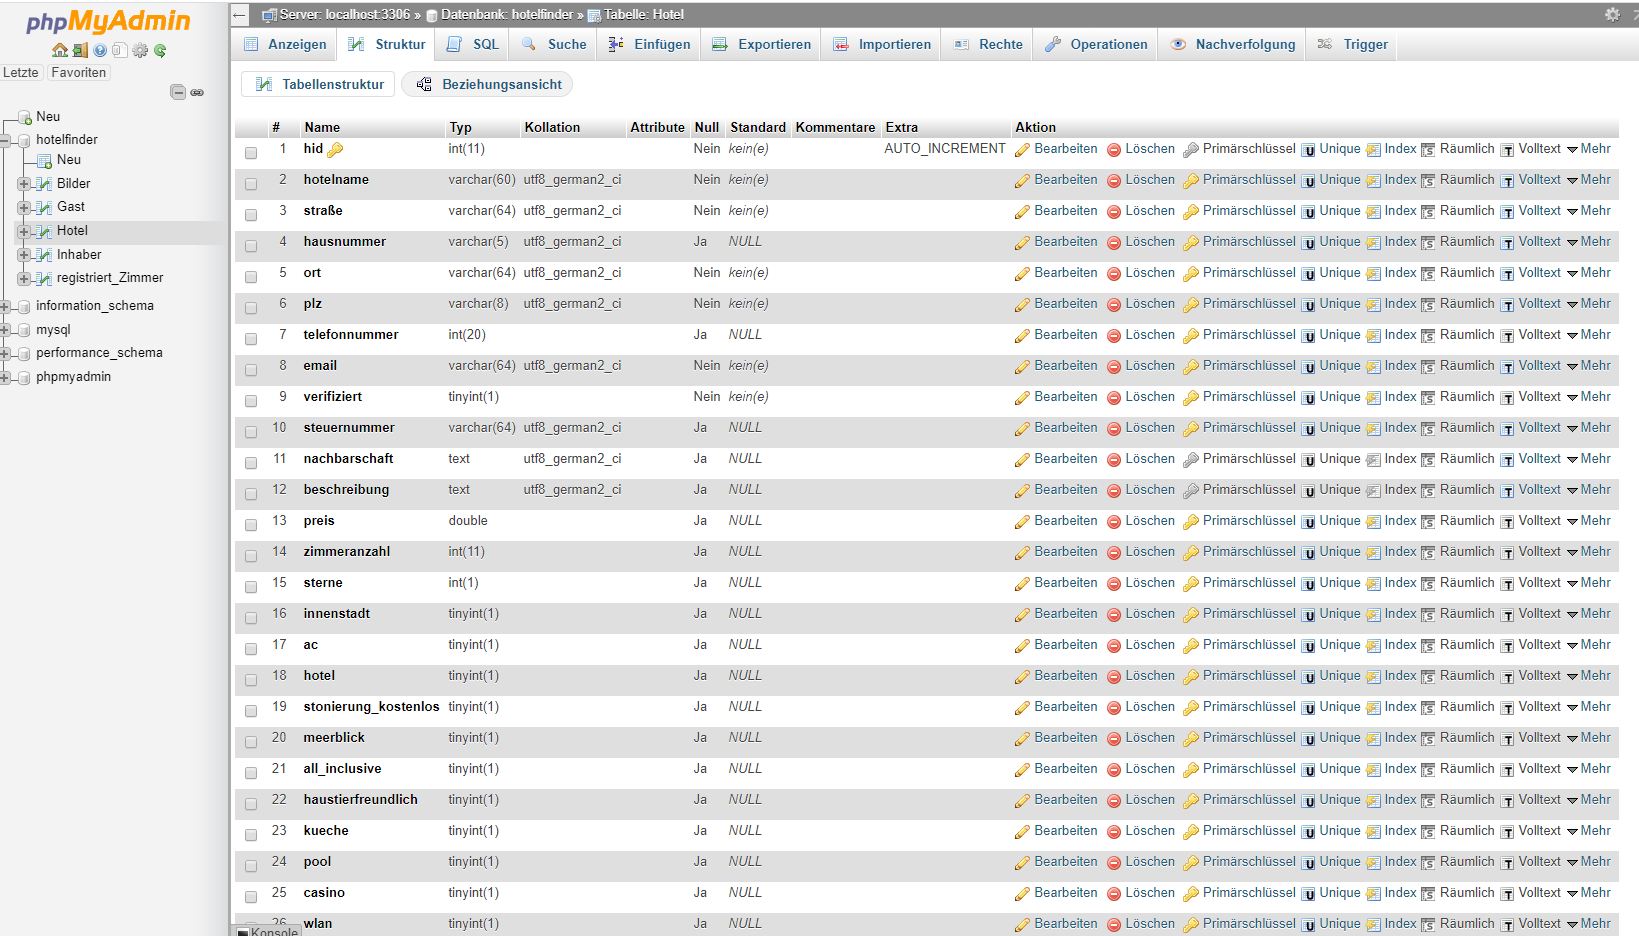 phpMyAdmin
Letzte Favoriten
Neu
hotelfinder
Neu
Bilder
Gast
Hotel
Inhaber
registriert_Zimmer
information_schema
mysql
performance_schema
phpmyadmin
Server: localhost:3306 » Datenbank: hotelfinder » Tabelle: Hotel
Anzeigen Struktur SQL Suche Einfügen Exportieren Importieren Rechte Operationen Nachverfolgung Trigger
Tabellenstruktur Beziehungsansicht
# Name Typ Kollation Attribute Null Standard Kommentare Extra Aktion
1 hid int(11) Nein kein(e) AUTO_INCREMENT Bearbeiten Löschen Primärschlüssel Unique Index Räumlich Volltext Mehr
2 hotelname varchar(60) utf8_german2_ci Nein kein(e) Bearbeiten Löschen Primärschlüssel Unique Index Räumlich Volltext Mehr
3 straße varchar(64) utf8_german2_ci Nein kein(e) Bearbeiten Löschen Primärschlüssel Unique Index Räumlich Volltext Mehr
4 hausnummer varchar(5) utf8_german2_ci Ja NULL Bearbeiten Löschen Primärschlüssel Unique Index Räumlich Volltext Mehr
5 ort varchar(64) utf8_german2_ci Nein kein(e) Bearbeiten Löschen Primärschlüssel Unique Index Räumlich Volltext Mehr
6 plz varchar(8) utf8_german2_ci Nein kein(e) Bearbeiten Löschen Primärschlüssel Unique Index Räumlich Volltext Mehr
7 telefonnummer int(20) Ja NULL Bearbeiten Löschen Primärschlüssel Unique Index Räumlich Volltext Mehr
8 email varchar(64) utf8_german2_ci Nein kein(e) Bearbeiten Löschen Primärschlüssel Unique Index Räumlich Volltext Mehr
9 verifiziert tinyint(1) Nein kein(e) Bearbeiten Löschen Primärschlüssel Unique Index Räumlich Volltext Mehr
10 steuernummer varchar(64) utf8_german2_ci Ja NULL Bearbeiten Löschen Primärschlüssel Unique Index Räumlich Volltext Mehr
11 nachbarschaft text utf8_german2_ci Ja NULL Bearbeiten Löschen Primärschlüssel Unique Index Räumlich Volltext Mehr
12 beschreibung text utf8_german2_ci Ja NULL Bearbeiten Löschen Primärschlüssel Unique Index Räumlich Volltext Mehr
13 preis double Ja NULL Bearbeiten Löschen Primärschlüssel Unique Index Räumlich Volltext Mehr
14 zimmeranzahl int(11) Ja NULL Bearbeiten Löschen Primärschlüssel Unique Index Räumlich Volltext Mehr
15 sterne int(1) Ja NULL Bearbeiten Löschen Primärschlüssel Unique Index Räumlich Volltext Mehr
16 innenstadt tinyint(1) Ja NULL Bearbeiten Löschen Primärschlüssel Unique Index Räumlich Volltext Mehr
17 ac tinyint(1) Ja NULL Bearbeiten Löschen Primärschlüssel Unique Index Räumlich Volltext Mehr
18 hotel tinyint(1) Ja NULL Bearbeiten Löschen Primärschlüssel Unique Index Räumlich Volltext Mehr
19 stonierung_kostenlos tinyint(1) Ja NULL Bearbeiten Löschen Primärschlüssel Unique Index Räumlich Volltext Mehr
20 meerblick tinyint(1) Ja NULL Bearbeiten Löschen Primärschlüssel Unique Index Räumlich Volltext Mehr
21 all_inclusive tinyint(1) Ja NULL Bearbeiten Löschen Primärschlüssel Unique Index Räumlich Volltext Mehr
22 haustierfreundlich tinyint(1) Ja NULL Bearbeiten Löschen Primärschlüssel Unique Index Räumlich Volltext Mehr
23 kueche tinyint(1) Ja NULL Bearbeiten Löschen Primärschlüssel Unique Index Räumlich Volltext Mehr
24 pool tinyint(1) Ja NULL Bearbeiten Löschen Primärschlüssel Unique Index Räumlich Volltext Mehr
25 casino tinyint(1) Ja NULL Bearbeiten Löschen Primärschlüssel Unique Index Räumlich Volltext Mehr
26 wlan tinyint(1) Ja NULL Bearbeiten Löschen Primärschlüssel Unique Index Räumlich Volltext Mehr
Konsole